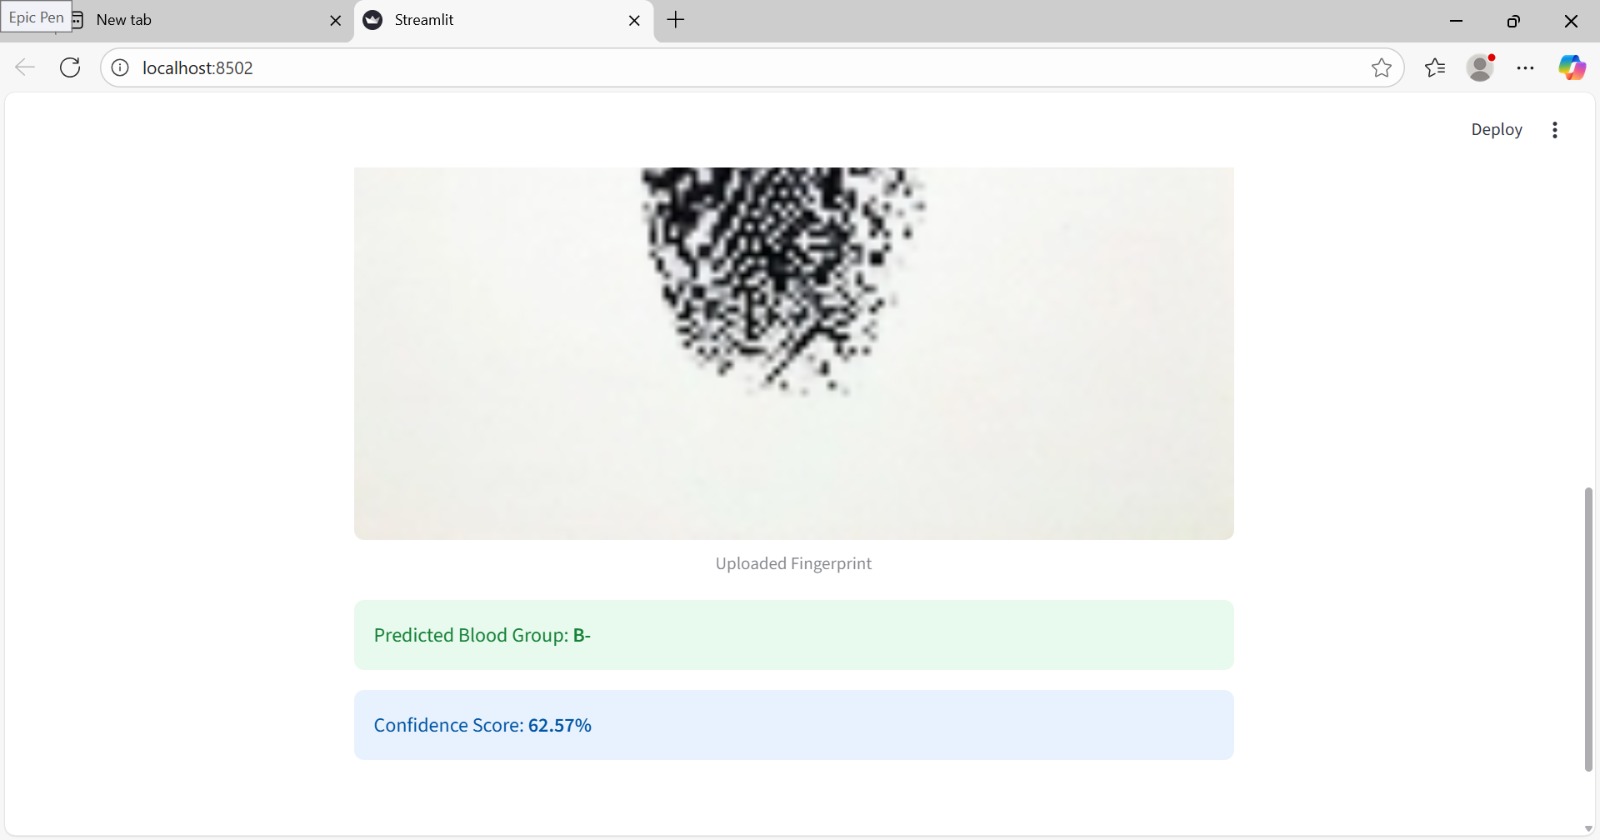 Epic Pen
New tab
Streamlit
localhost:8502
Deploy
Uploaded Fingerprint
Predicted Blood Group: B-
Confidence Score: 62.57%